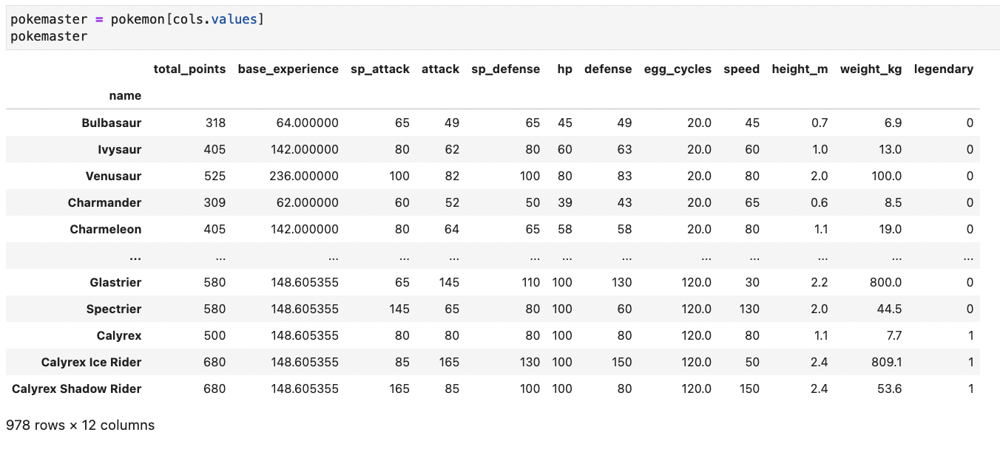 pokemaster = pokemon[cols.values]
pokemaster
total_points base_experience sp_attack attack sp_defense hp defense egg_cycles speed height_m weight_kg legendary
name
Bulbasaur 318 64.000000 65 49 65 45 49 20.0 45 0.7 6.9 0
Ivysaur 405 142.000000 80 62 80 60 63 20.0 60 1.0 13.0 0
Venusaur 525 236.000000 100 82 100 80 83 20.0 80 2.0 100.0 0
Charmander 309 62.000000 60 52 50 39 43 20.0 65 0.6 8.5 0
Charmeleon 405 142.000000 80 64 65 58 58 20.0 80 1.1 19.0 0
... ... ... ... ... ... ... ... ... ... ... ... ...
Glastrier 580 148.605355 65 145 110 100 130 120.0 30 2.2 800.0 0
Spectrier 580 148.605355 145 65 80 100 60 120.0 130 2.0 44.5 0
Calyrex 500 148.605355 80 80 80 100 80 120.0 80 1.1 7.7 1
Calyrex Ice Rider 680 148.605355 85 165 130 100 150 120.0 50 2.4 809.1 1
Calyrex Shadow Rider 680 148.605355 165 85 100 100 80 120.0 150 2.4 53.6 1
978 rows × 12 columns